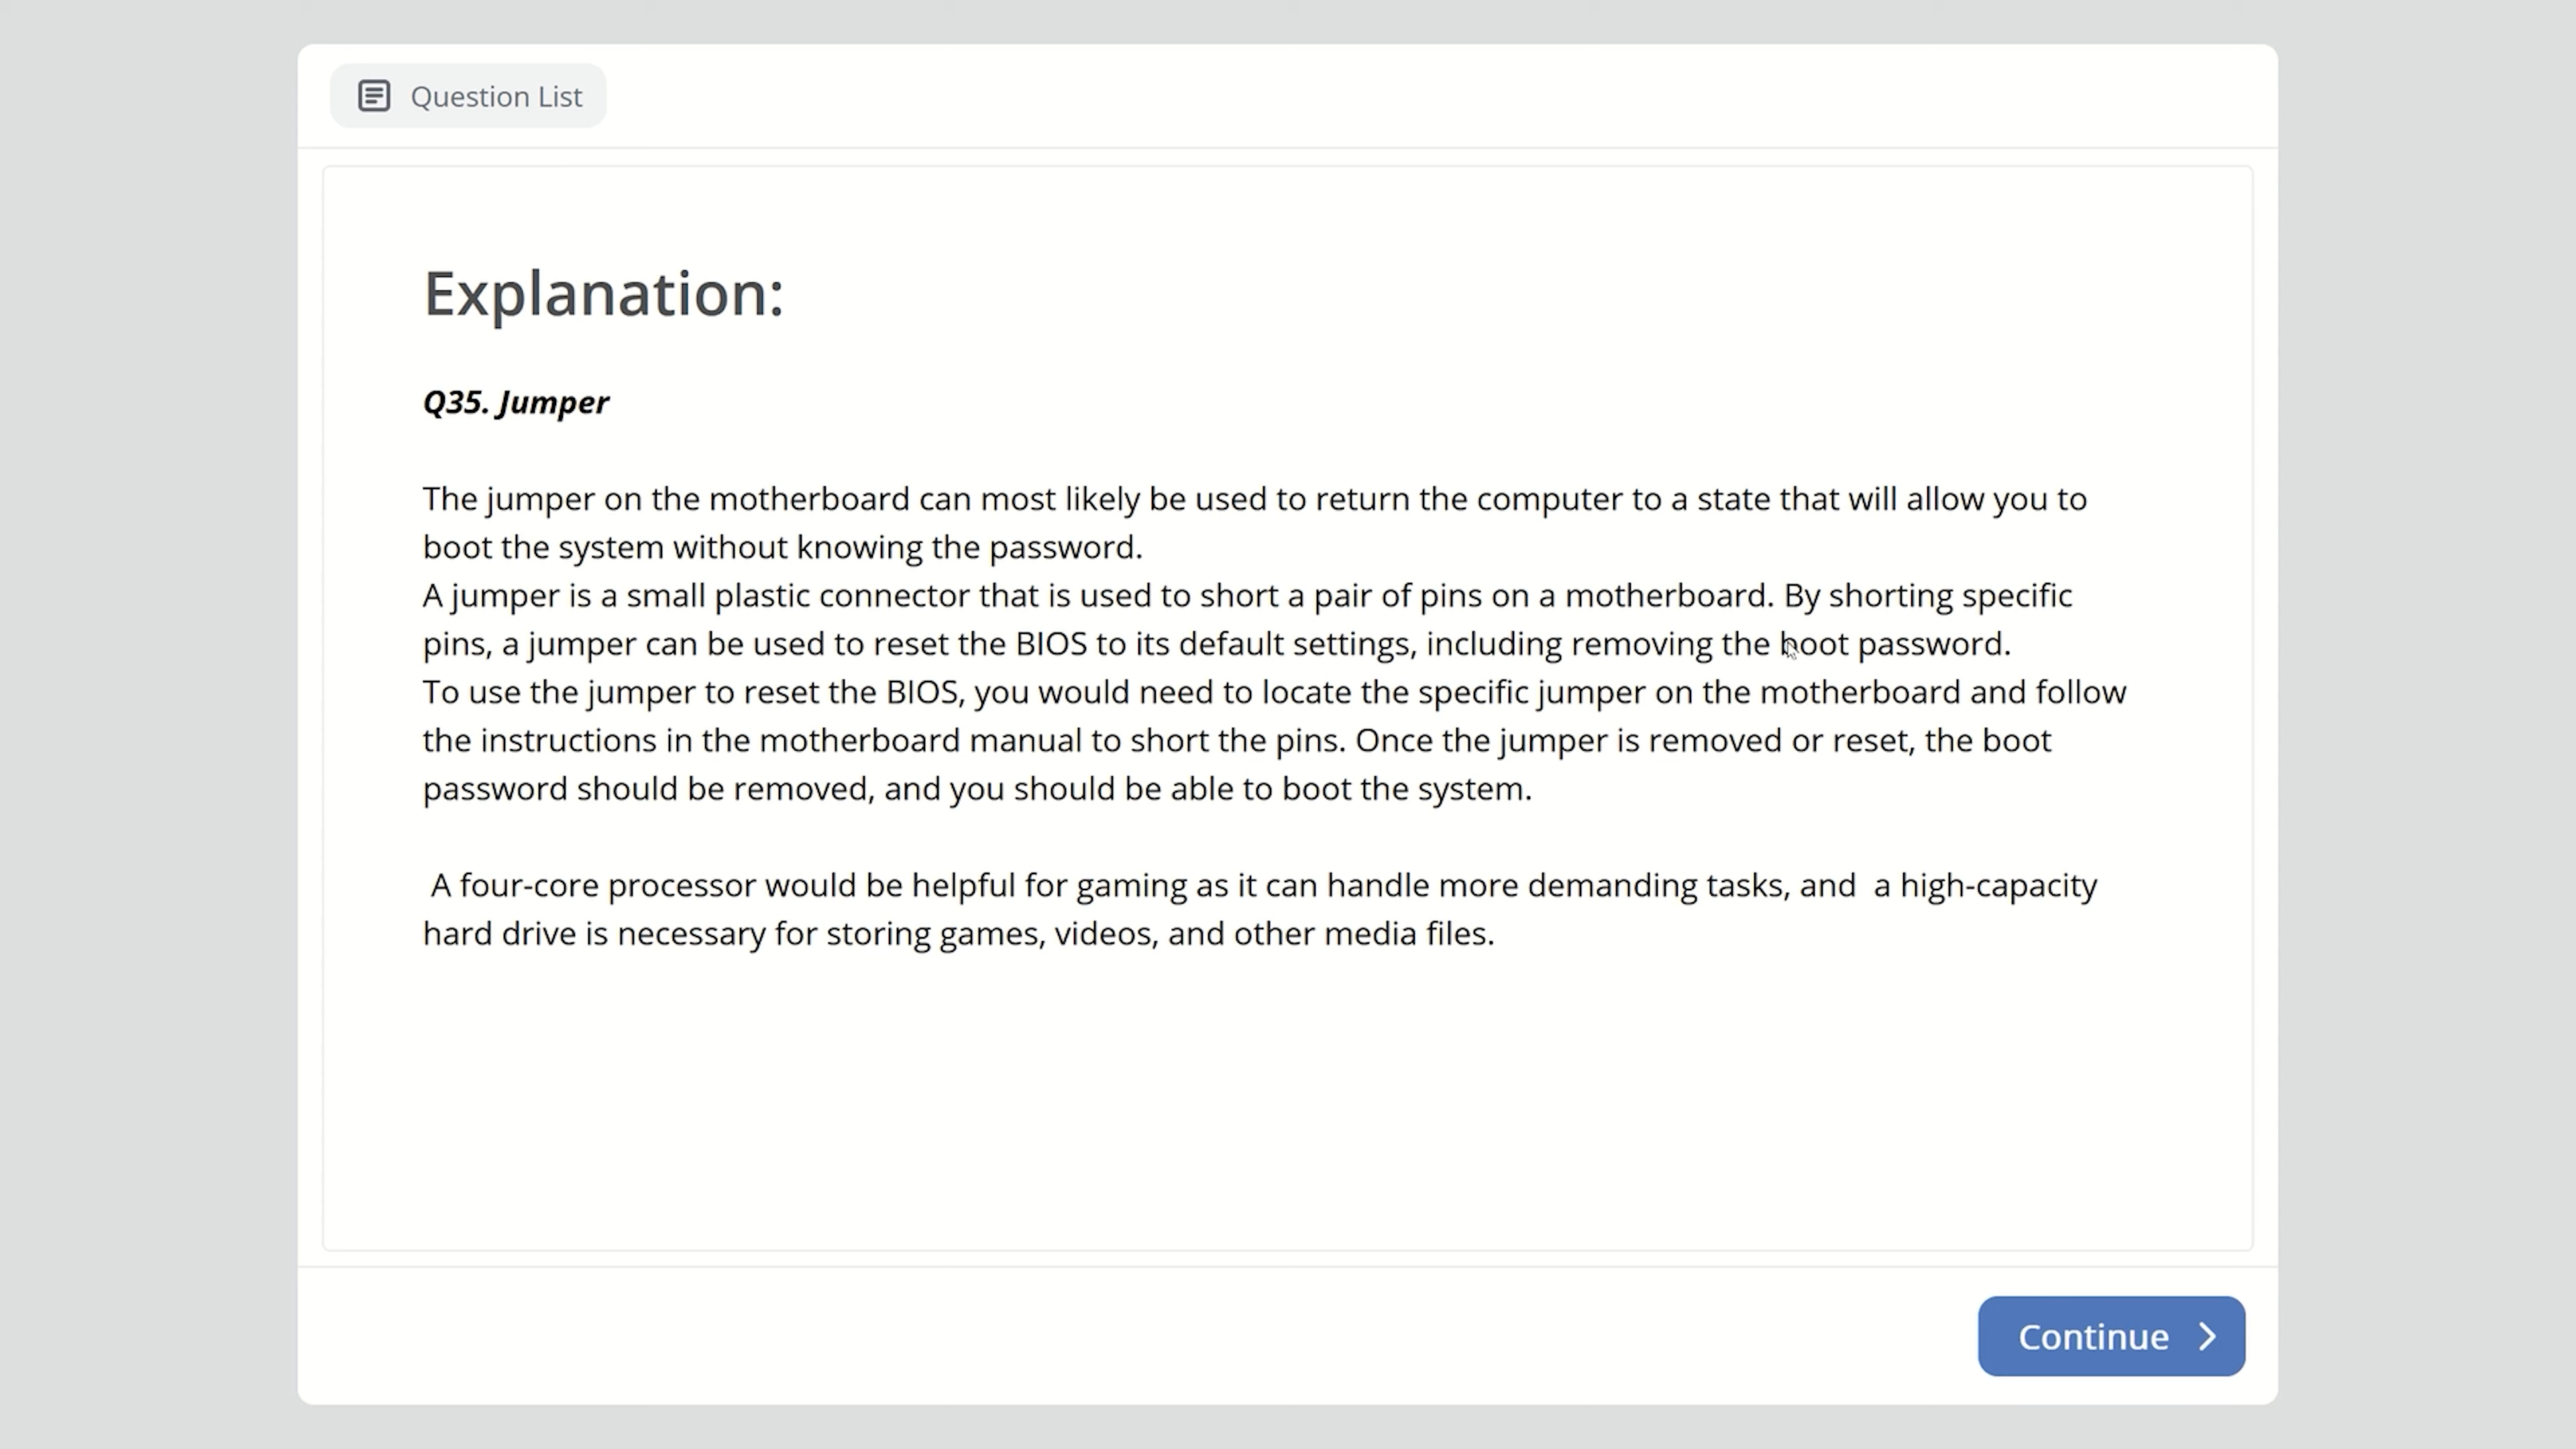 Question List
Explanation:
Q35. Jumper
The jumper on the motherboard can most likely be used to return the computer to a state that will allow you to
boot the system without knowing the password.
A jumper is a small plastic connector that is used to short a pair of pins on a motherboard. By shorting specific
pins, a jumper can be used to reset the BIOS to its default settings, including removing the boot password.
To use the jumper to reset the BIOS, you would need to locate the specific jumper on the motherboard and follow
the instructions in the motherboard manual to short the pins. Once the jumper is removed or reset, the boot
password should be removed, and you should be able to boot the system.
A four-core processor would be helpful for gaming as it can handle more demanding tasks, and  a high-capacity
hard drive is necessary for storing games, videos, and other media files.
Continue